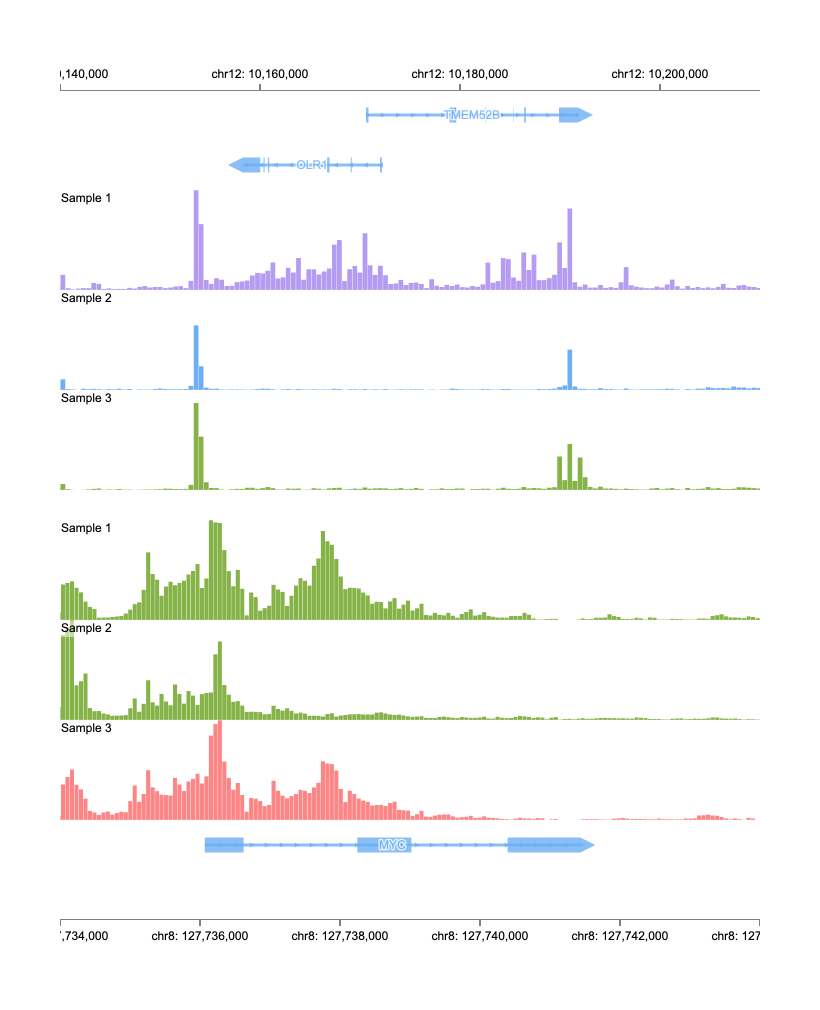 ),140,000 chr12: 10,160,000 chr12: 10,180,000 chr12: 10,200,000
TMEM52B
OLR1
Sample 1
Sample 2
Sample 3
Sample 1
Sample 2
Sample 3
MYC
',734,000 chr8: 127,736,000 chr8: 127,738,000 chr8: 127,740,000 chr8: 127,742,000 chr8: 127